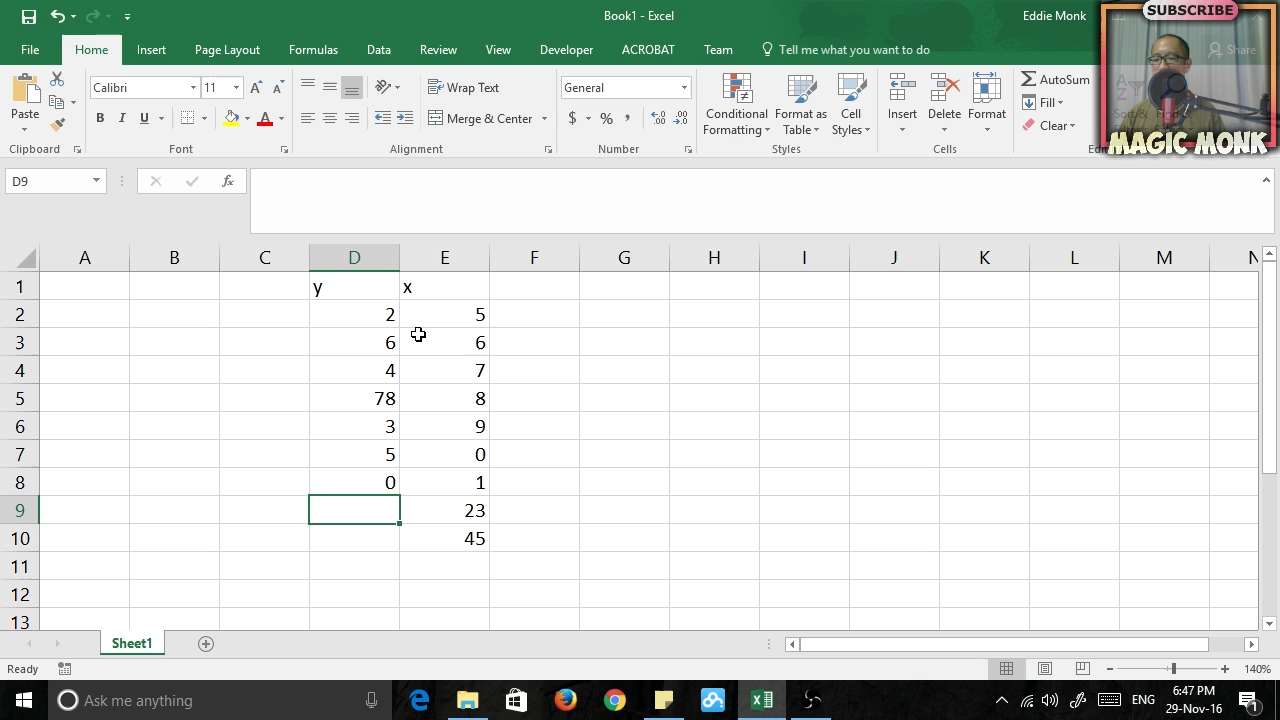 Book1 - Excel
Eddie Monk
SUBSCRIBE
File Home Insert Page Layout Formulas Data Review View Developer ACROBAT Team Tell me what you want to do Share
Paste
Calibri 11
B I U
Wrap Text
Merge & Center
General
$ % ,
Conditional Formatting
Format as Table
Cell Styles
Insert Delete Format
AutoSum
Fill
Clear
MAGIC MONK
Clipboard Font Alignment Number Styles Cells
D9
fx
A B C D E F G H I J K L M N
1 y x
2 2 5
3 6 6
4 4 7
5 78 8
6 3 9
7 5 0
8 0 1
9 23
10 45
11
12
13
Sheet1
Ready
140%
Ask me anything
ENG
6:47 PM
29-Nov-16
1